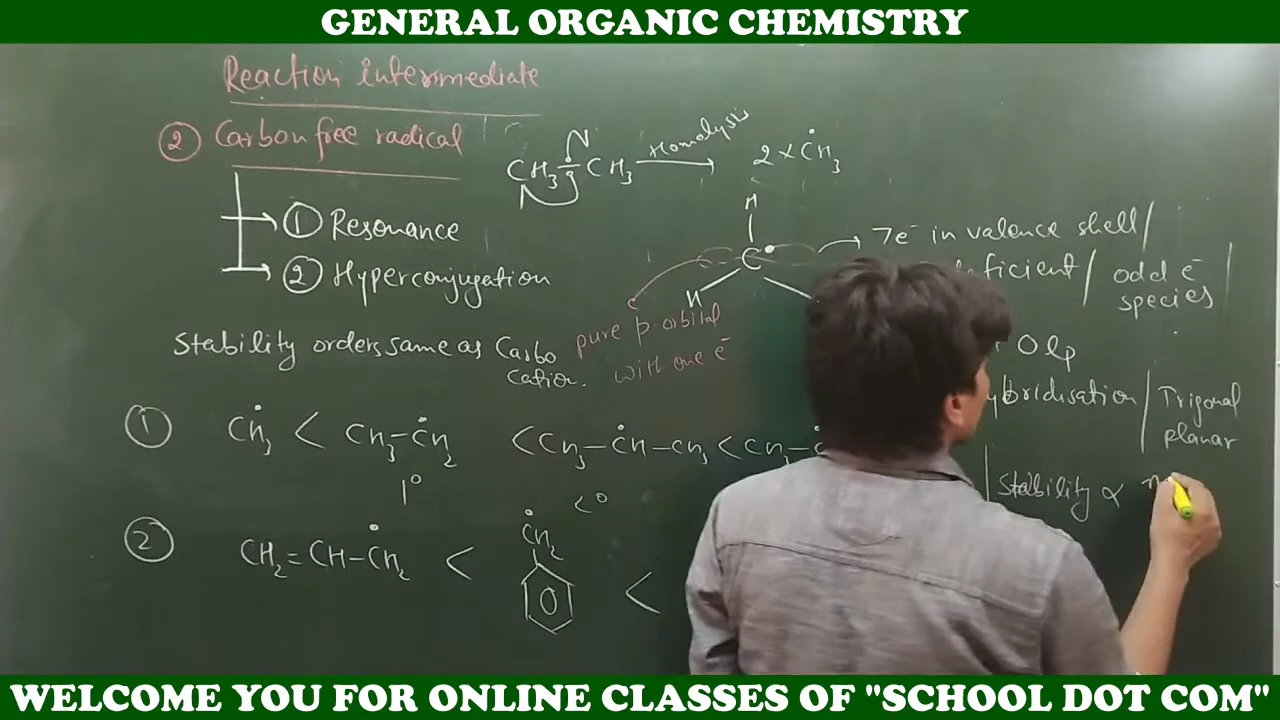 GENERAL ORGANIC CHEMISTRY
Reaction intermediate
② Carbon free radical
CH₃ CH₃ Homolysis → 2 × ĊH₃
① Resonance
② Hyperconjugation
H
C•
H
7e⁻ in valence shell /
deficient / odd e⁻
species
pure p-orbital
with one e⁻
Stability orders same as Carbo
cation.
0lp
hybridisation / Trigonal
planar
① ĊH₃ < CH₃–ĊH₂ < CH₃–ĊH–CH₃ < CH₃–
1°
Stability ∝
② CH₂=CH–ĊH₂ < ĊH₂ <
WELCOME YOU FOR ONLINE CLASSES OF "SCHOOL DOT COM"